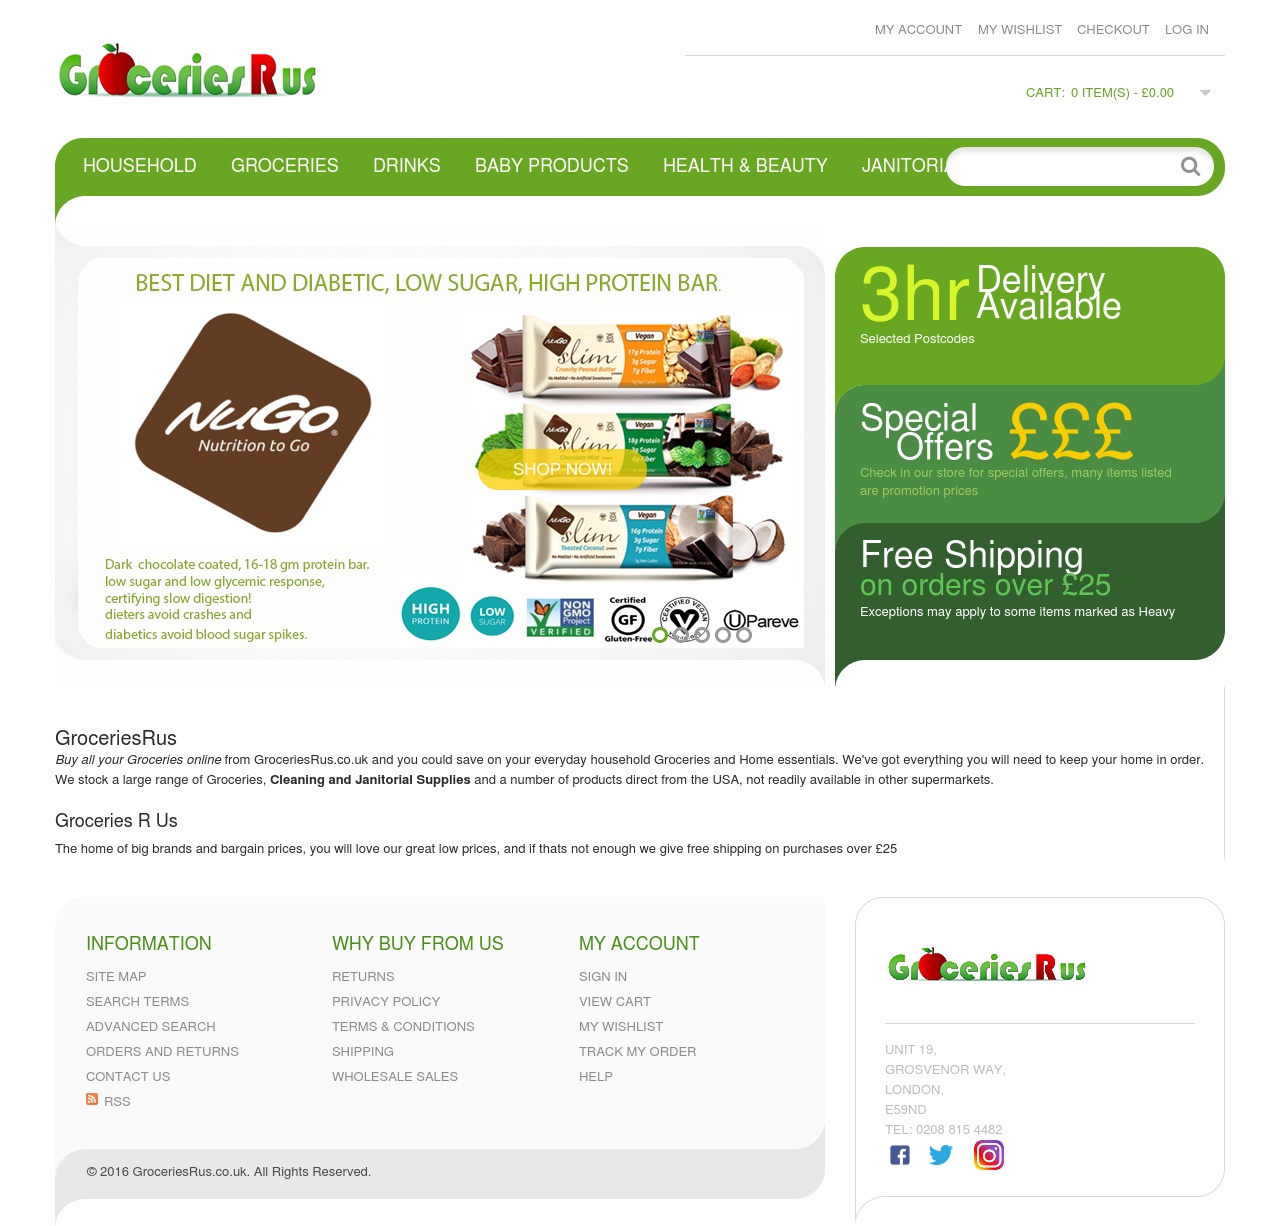 MY ACCOUNT MY WISHLIST CHECKOUT LOG IN
GroceriesRus
CART: 0 ITEM(S) - £0.00
HOUSEHOLD GROCERIES DRINKS BABY PRODUCTS HEALTH & BEAUTY JANITORIA
BEST DIET AND DIABETIC, LOW SUGAR, HIGH PROTEIN BAR.
NuGo®
Nutrition to Go
NuGo slim
Crunchy Peanut Butter
No Maltitol • No Artificial Sweeteners
Vegan
17g Protein
3g Sugar
7g Fiber
slim
Chocolate Mint
Vegan
18g Protein
3g Sugar
SHOP NOW!
NuGo slim
Toasted Coconut
No Maltitol • No Artificial Sweeteners
Vegan
16g Protein
3g Sugar
7g Fiber
Dark chocolate coated, 16-18 gm protein bar.
low sugar and low glycemic response,
certifying slow digestion!
dieters avoid crashes and
diabetics avoid blood sugar spikes.
HIGH
PROTEIN
LOW
SUGAR
NON
GMO
Project
VERIFIED
Certified
GF
Gluten-Free
CERTIFIED VEGAN
U Pareve
3hr Delivery
Available
Selected Postcodes
Special
Offers £££
Check in our store for special offers, many items listed
are promotion prices
Free Shipping
on orders over £25
Exceptions may apply to some items marked as Heavy
GroceriesRus
Buy all your Groceries online from GroceriesRus.co.uk and you could save on your everyday household Groceries and Home essentials. We've got everything you will need to keep your home in order.
We stock a large range of Groceries, Cleaning and Janitorial Supplies and a number of products direct from the USA, not readily available in other supermarkets.
Groceries R Us
The home of big brands and bargain prices, you will love our great low prices, and if thats not enough we give free shipping on purchases over £25
INFORMATION
SITE MAP
SEARCH TERMS
ADVANCED SEARCH
ORDERS AND RETURNS
CONTACT US
RSS
WHY BUY FROM US
RETURNS
PRIVACY POLICY
TERMS & CONDITIONS
SHIPPING
WHOLESALE SALES
MY ACCOUNT
SIGN IN
VIEW CART
MY WISHLIST
TRACK MY ORDER
HELP
© 2016 GroceriesRus.co.uk. All Rights Reserved.
GroceriesRus
UNIT 19,
GROSVENOR WAY,
LONDON,
E59ND
TEL: 0208 815 4482